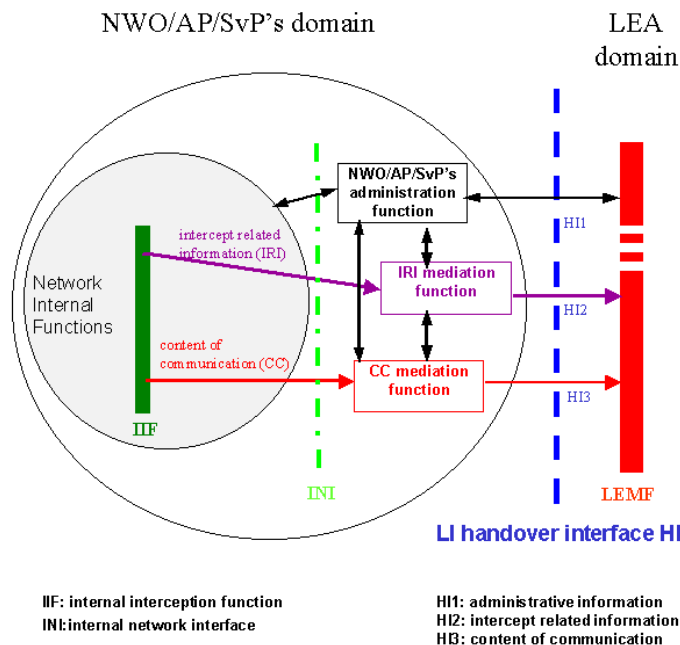 NWO/AP/SvP's domain
LEA
domain
NWO/AP/SvP's
administration
function
HI1
intercept related
information (IRI)
IRI mediation
function
Network
Internal
Functions
HI2
content of
communication (CC)
CC mediation
function
HI3
IIF
INI
LEMF
LI handover interface HI
IIF: internal interception function
INI:internal network interface
HI1: administrative information
HI2: intercept related information
HI3: content of communication